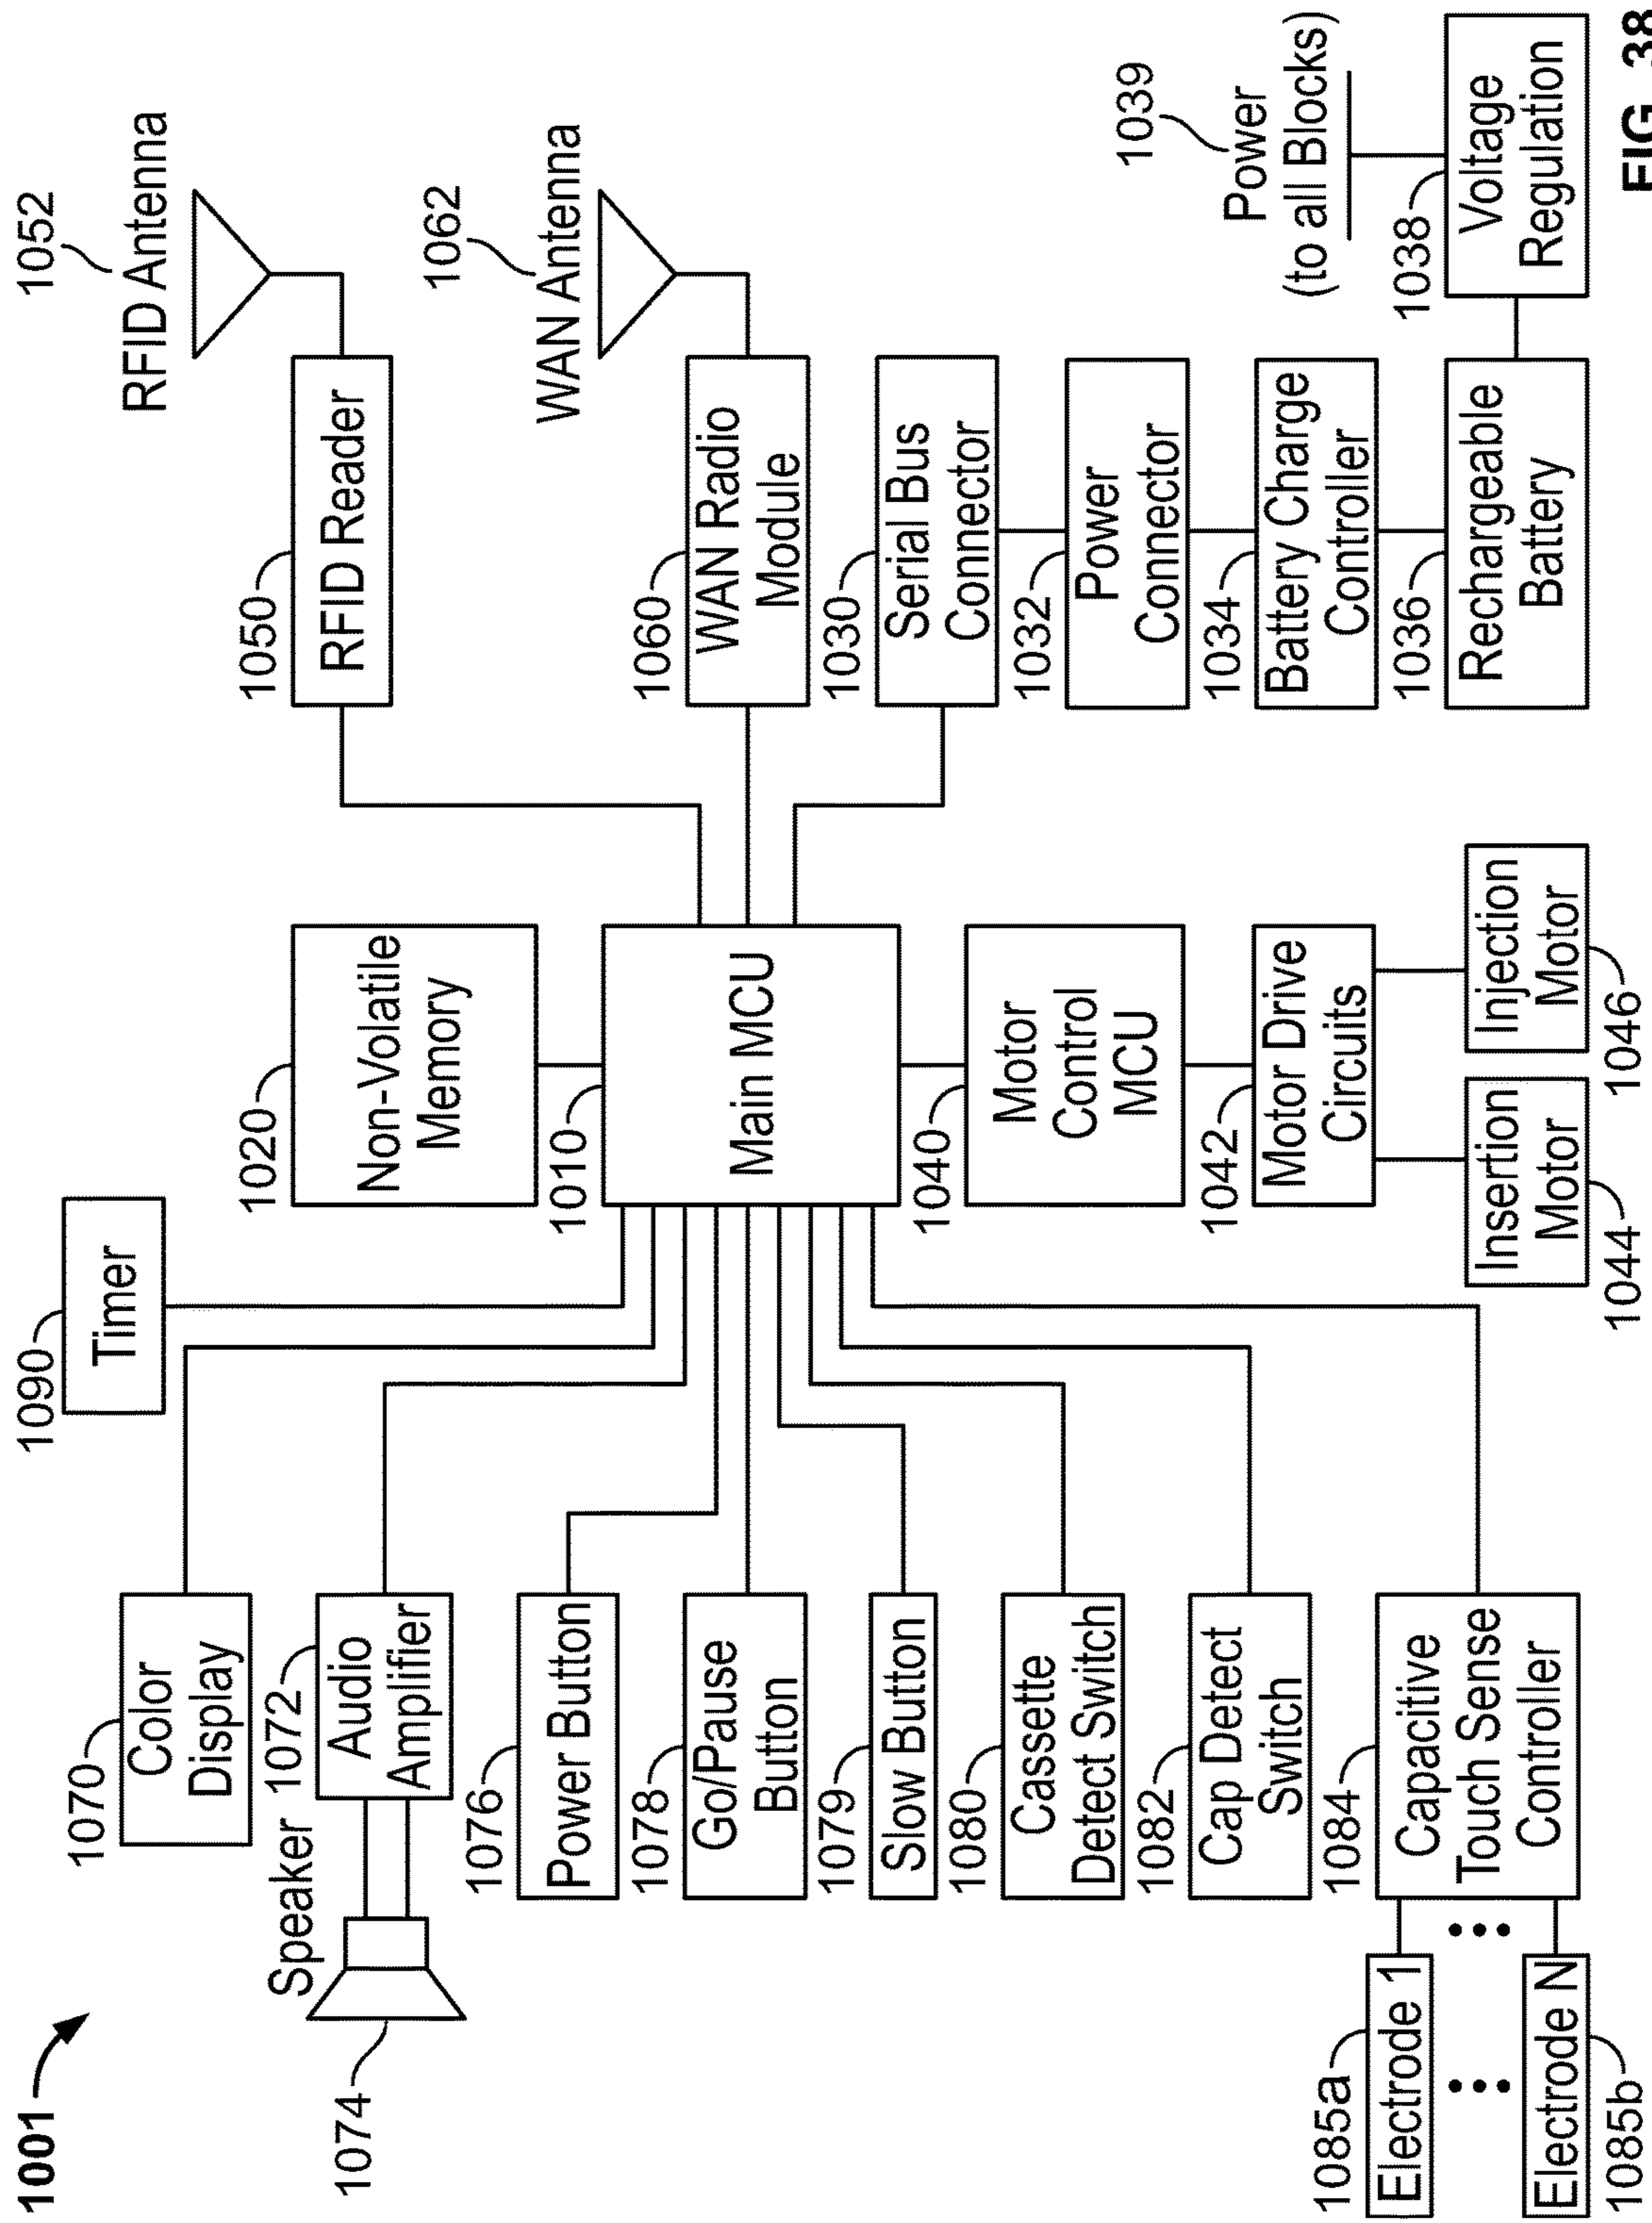 1001
1070
Color
Display
Speaker
1074
1072
Audio
Amplifier
1076
Power Button
1078
Go/Pause
Button
1079
Slow Button
1080
Cassette
Detect Switch
1082
Cap Detect
Switch
1084
Capacitive
Touch Sense
Controller
1085a
Electrode 1
Electrode N
1085b
1090
Timer
1020
Non-Volatile
Memory
1010
Main MCU
1040
Motor
Control
MCU
1042
Motor Drive
Circuits
Insertion
Motor
1044
Injection
Motor
1046
1052
RFID Antenna
1050
RFID Reader
1062
WAN Antenna
1060
WAN Radio
Module
1030
Serial Bus
Connector
1032
Power
Connector
1034
Battery Charge
Controller
1036
Rechargeable
Battery
1039
Power
(to all Blocks)
1038
Voltage
Regulation
FIG. 38